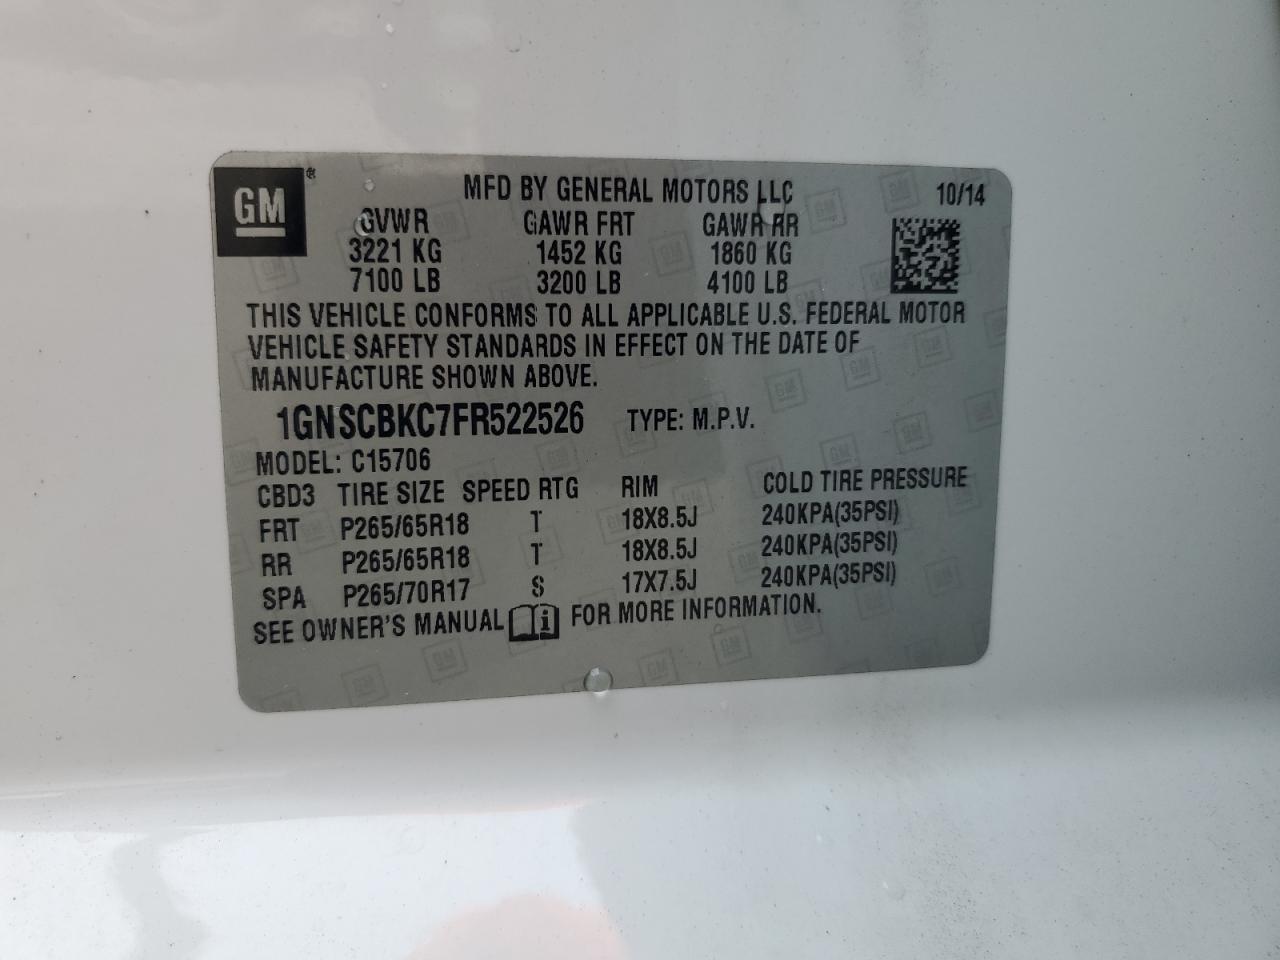 GM® MFD BY GENERAL MOTORS LLC 10/14
GVWR GAWR FRT GAWR RR
3221 KG 1452 KG 1860 KG
7100 LB 3200 LB 4100 LB
THIS VEHICLE CONFORMS TO ALL APPLICABLE U.S. FEDERAL MOTOR
VEHICLE SAFETY STANDARDS IN EFFECT ON THE DATE OF
MANUFACTURE SHOWN ABOVE.
1GNSCBKC7FR522526 TYPE: M.P.V.
MODEL: C15706
CBD3 TIRE SIZE SPEED RTG RIM COLD TIRE PRESSURE
FRT P265/65R18 T 18X8.5J 240KPA(35PSI)
RR P265/65R18 T 18X8.5J 240KPA(35PSI)
SPA P265/70R17 S 17X7.5J 240KPA(35PSI)
SEE OWNER'S MANUAL i FOR MORE INFORMATION.